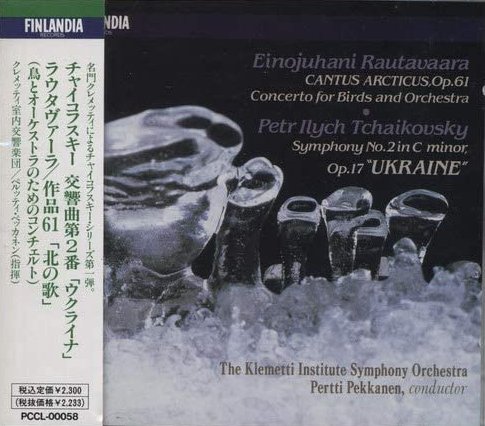 FINLANDIA
RECORDS
名門クレメッティによるチャイコフスキー・シリーズ第一弾。
チャイコフスキー 交響曲第2番「ウクライナ」
ラウタヴァーラ/作品61「北の歌」
(鳥とオーケストラのためのコンチェルト)
クレメッティ室内交響楽団/ペルッティ・ペッカネン(指揮)
税込定価¥2,300
(税抜価格¥2,233)
PCCL-00058
FINLANDIA
RECORDS
Einojuhani Rautavaara
CANTUS ARCTICUS,Op.61
Concerto for Birds and Orchestra
Petr Ilych Tchaikovsky
Symphony No.2 in C minor,
Op.17 "UKRAINE"
The Klemetti Institute Symphony Orchestra
Pertti Pekkanen, conductor